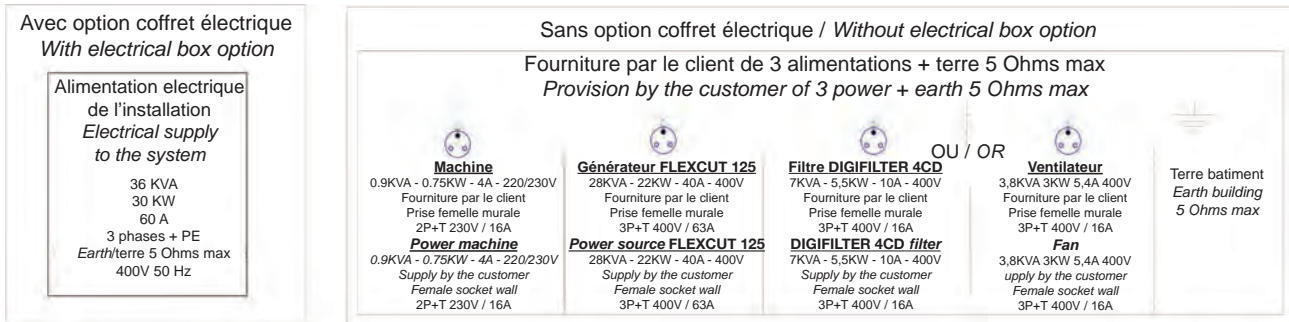 Avec option coffret électrique
With electrical box option
Alimentation electrique
de l'installation
Electrical supply
to the system
36 KVA
30 KW
60 A
3 phases + PE
Earth/terre 5 Ohms max
400V 50 Hz
Sans option coffret électrique / Without electrical box option
Fourniture par le client de 3 alimentations + terre 5 Ohms max
Provision by the customer of 3 power + earth 5 Ohms max
Machine
0.9KVA - 0.75KW - 4A - 220/230V
Fourniture par le client
Prise femelle murale
2P+T 230V / 16A
Power machine
0.9KVA - 0.75KW - 4A - 220/230V
Supply by the customer
Female socket wall
2P+T 230V / 16A
Générateur FLEXCUT 125
28KVA - 22KW - 40A - 400V
Fourniture par le client
Prise femelle murale
3P+T 400V / 63A
Power source FLEXCUT 125
28KVA - 22KW - 40A - 400V
Supply by the customer
Female socket wall
3P+T 400V / 63A
Filtre DIGIFILTER 4CD
7KVA - 5,5KW - 10A - 400V
Fourniture par le client
Prise femelle murale
3P+T 400V / 16A
DIGIFILTER 4CD filter
7KVA - 5,5KW - 10A - 400V
Supply by the customer
Female socket wall
3P+T 400V / 16A
OU / OR
Ventilateur
3,8KVA 3KW 5,4A 400V
Fourniture par le client
Prise femelle murale
3P+T 400V / 16A
Fan
3,8KVA 3KW 5,4A 400V
upply by the customer
Female socket wall
3P+T 400V / 16A
Terre batiment
Earth building
5 Ohms max